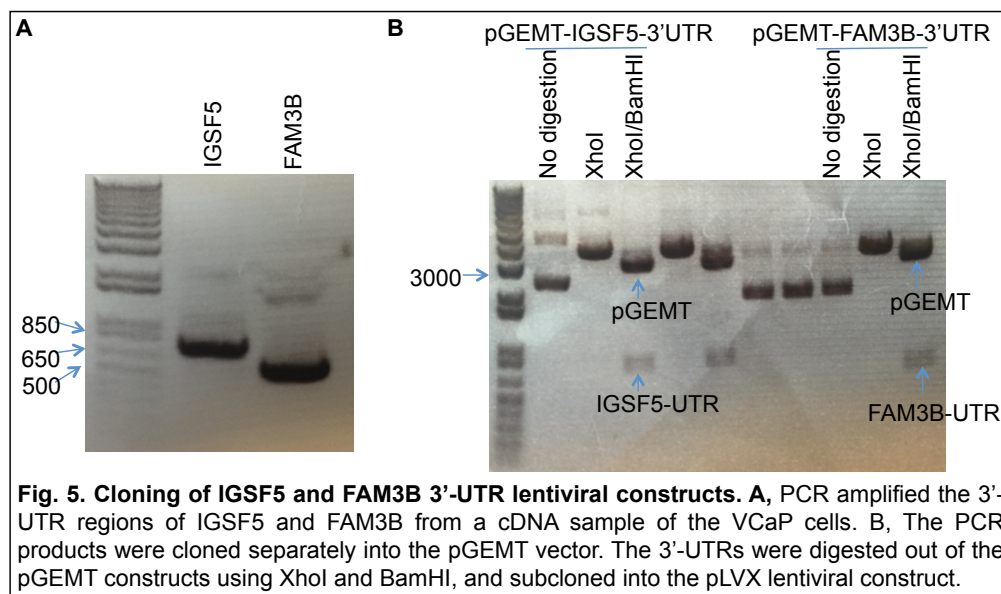 A
B
pGEMT-IGSF5-3’UTR
pGEMT-FAM3B-3’UTR
IGSF5
FAM3B
No digestion
XhoI
XhoI/BamHI
No digestion
XhoI
XhoI/BamHI
850
650
500
3000
pGEMT
IGSF5-UTR
pGEMT
FAM3B-UTR
Fig. 5. Cloning of IGSF5 and FAM3B 3’-UTR lentiviral constructs. A, PCR amplified the 3’-
UTR regions of IGSF5 and FAM3B from a cDNA sample of the VCaP cells. B, The PCR
products were cloned separately into the pGEMT vector. The 3’-UTRs were digested out of the
pGEMT constructs using XhoI and BamHI, and subcloned into the pLVX lentiviral construct.